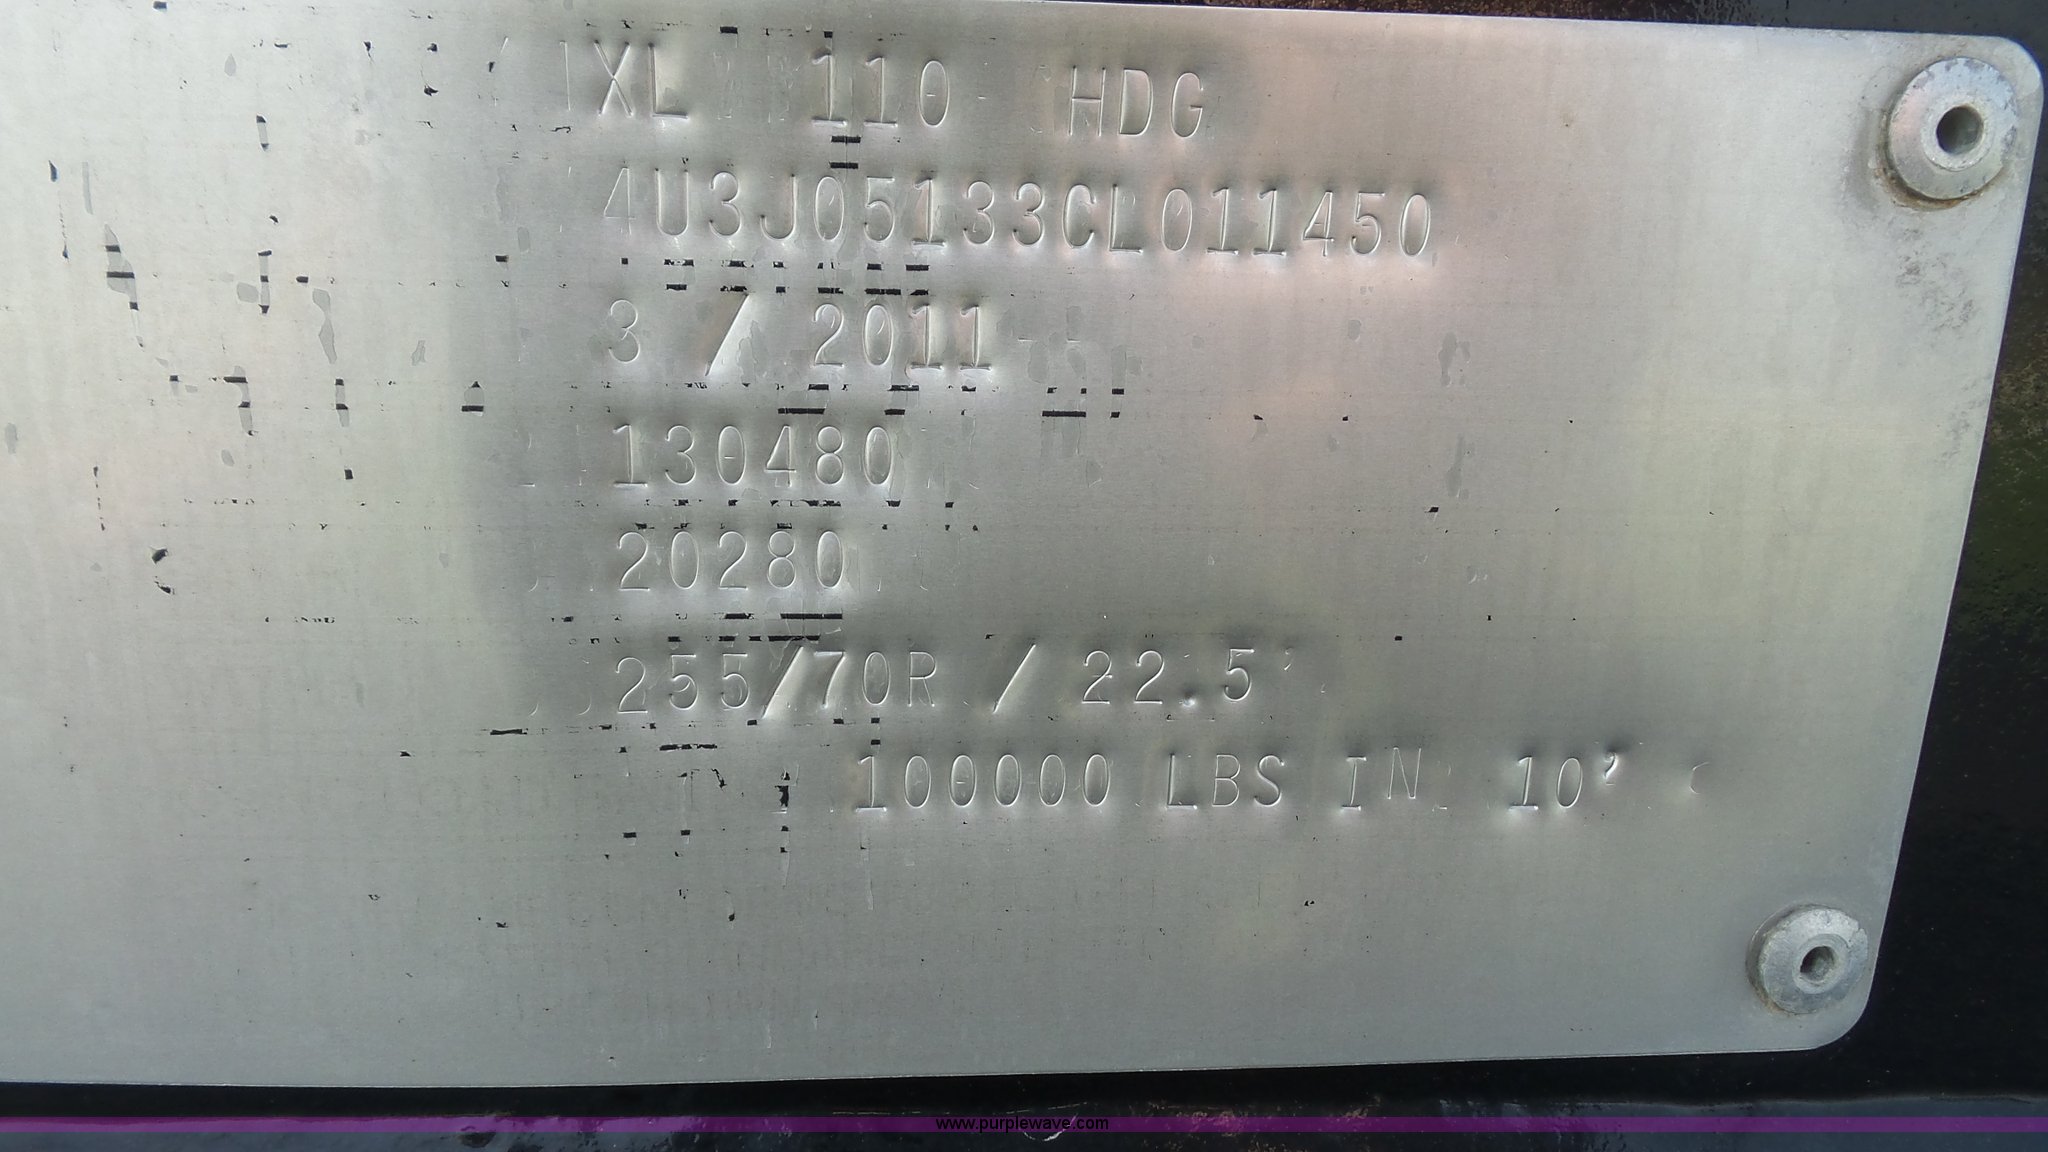 XL 110 HDG
4U3J05133CL011450
3 / 2011
130480
20280
255/70R / 22.5
100000 LBS IN 10'
www.purplewave.com